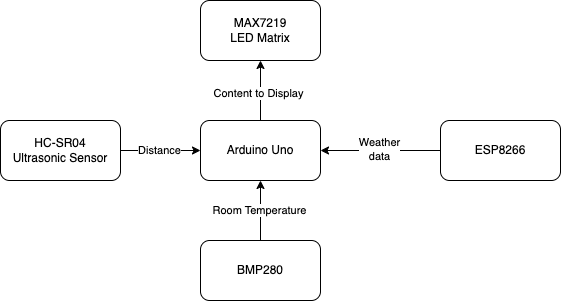 MAX7219
LED Matrix
Content to Display
HC-SR04
Ultrasonic Sensor
Distance
Arduino Uno
Weather
data
ESP8266
Room Temperature
BMP280